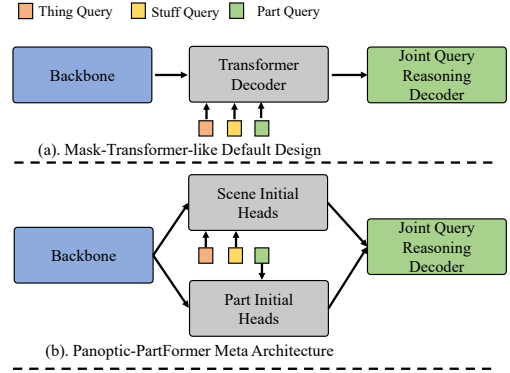 Thing Query Stuff Query Part Query
Backbone
Transformer
Decoder
Joint Query
Reasoning
Decoder
(a). Mask-Transformer-like Default Design
Scene Initial
Heads
Backbone
Joint Query
Reasoning
Decoder
Part Initial
Heads
(b). Panoptic-PartFormer Meta Architecture